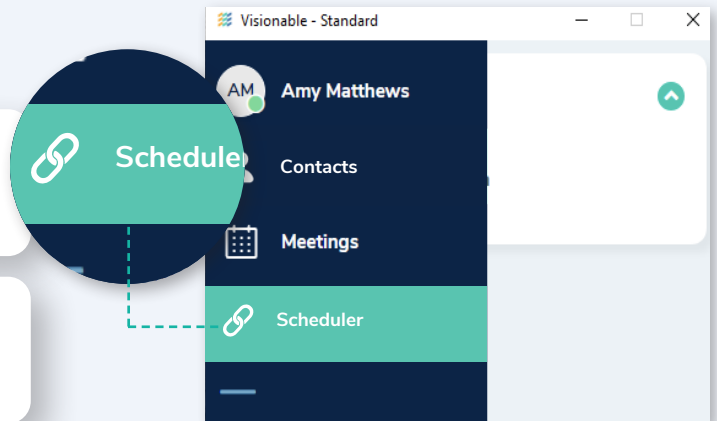 Visionable - Standard
AM
Amy Matthews
Schedule
Contacts
Meetings
Scheduler